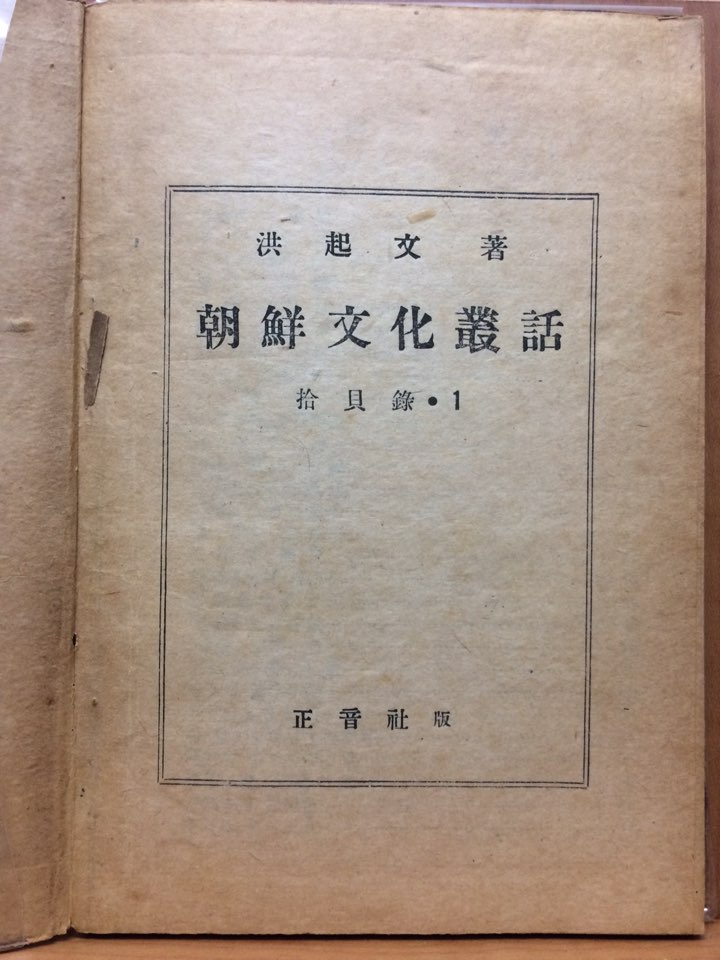 洪起文 著
朝鮮文化叢話
拾貝錄・1
正音社版